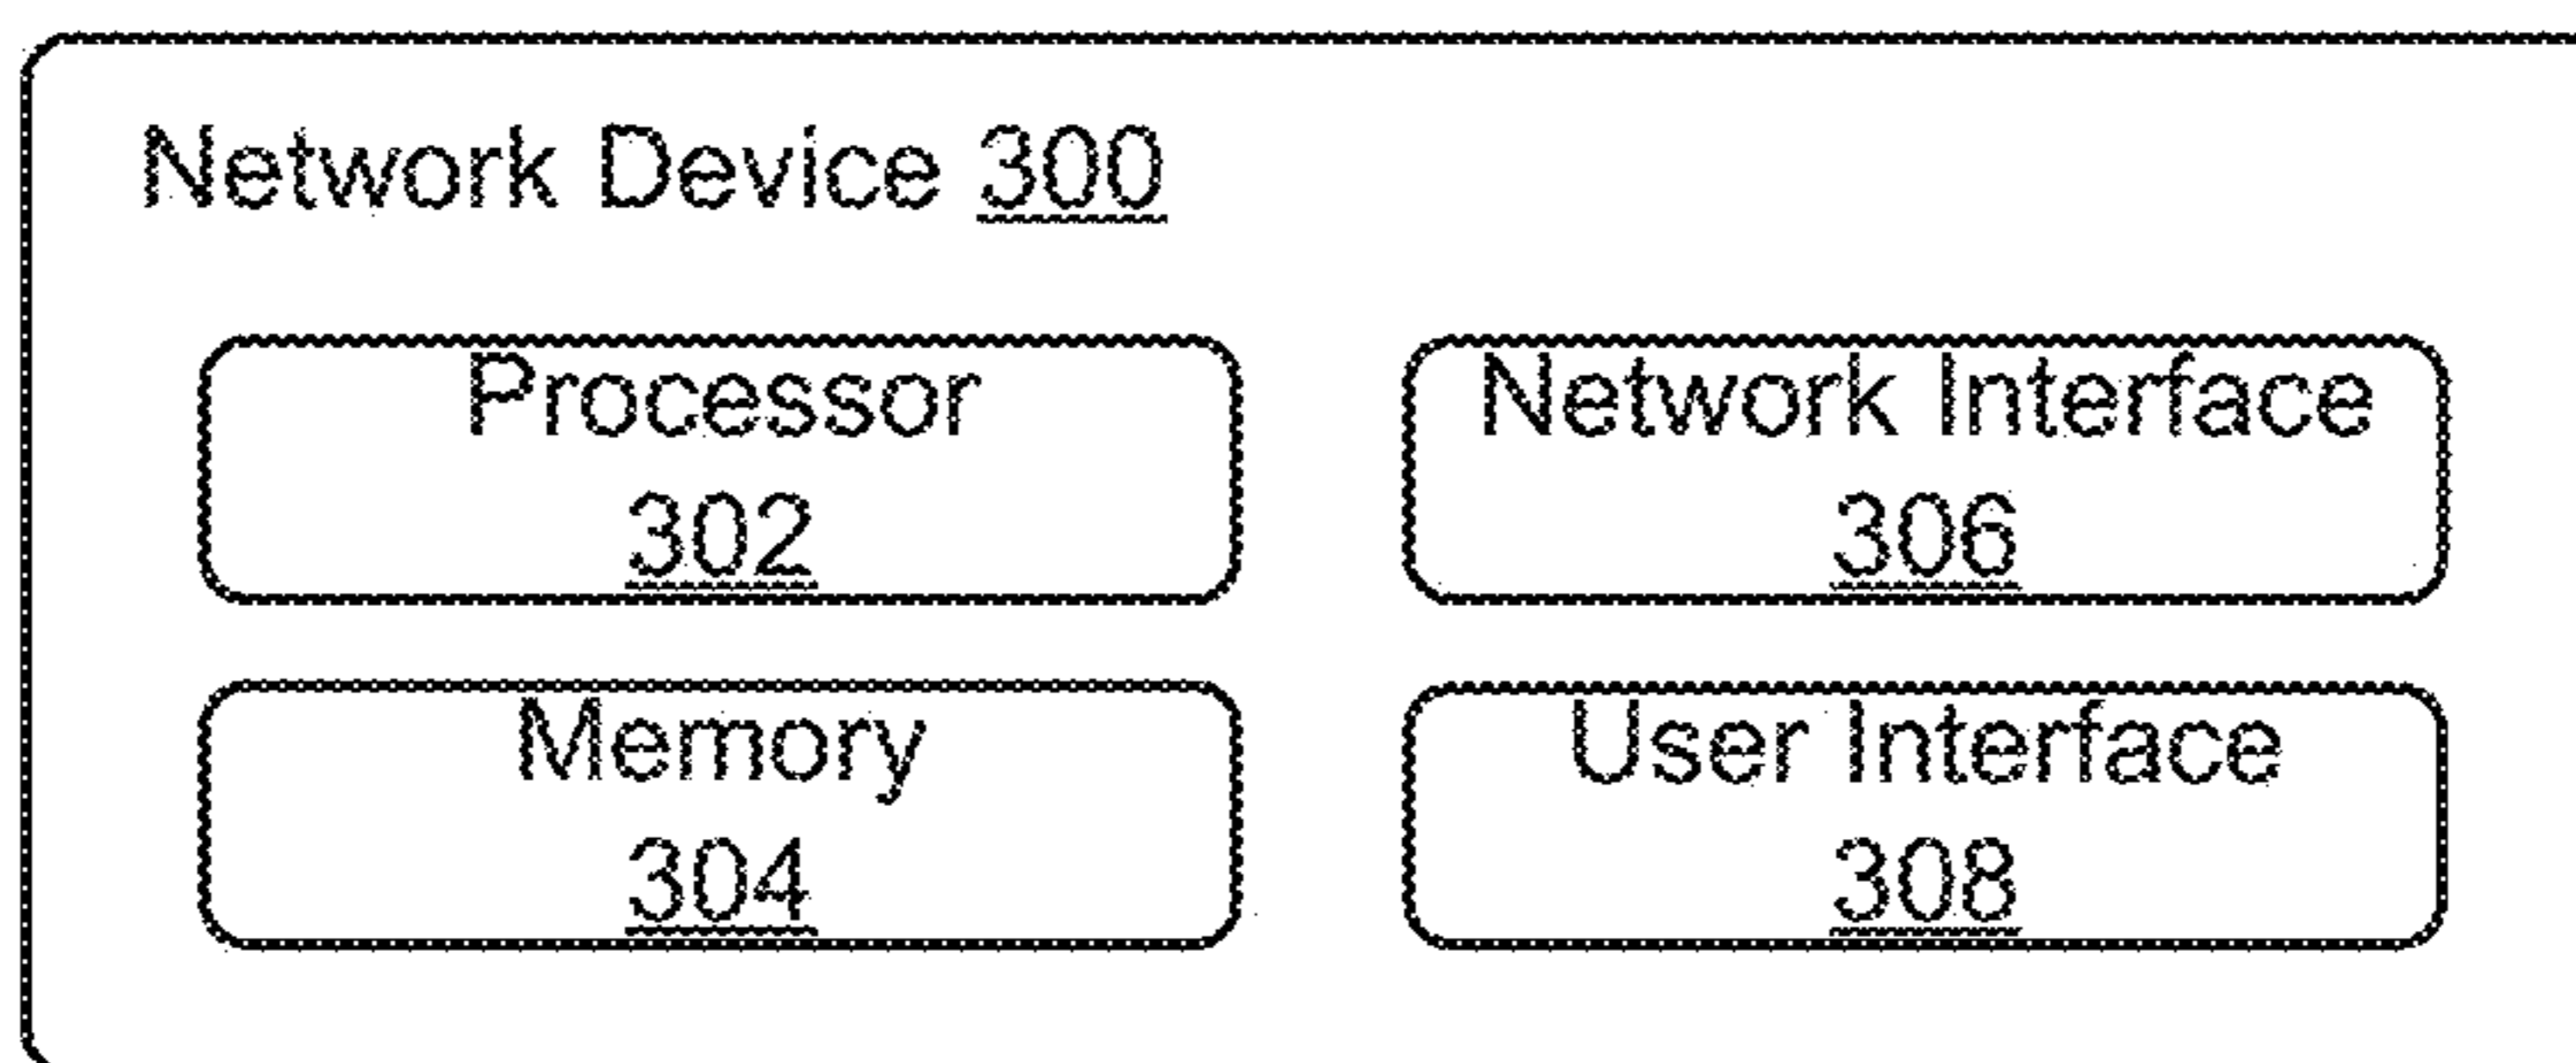 Network Device 300
Processor
302
Network Interface
306
Memory
304
User Interface
308